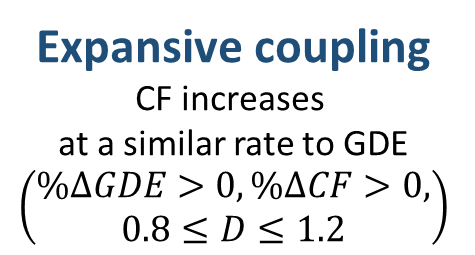 Expansive coupling
CF increases
at a similar rate to GDE
(%ΔGDE > 0, %ΔCF > 0,
0.8 ≤ D ≤ 1.2)